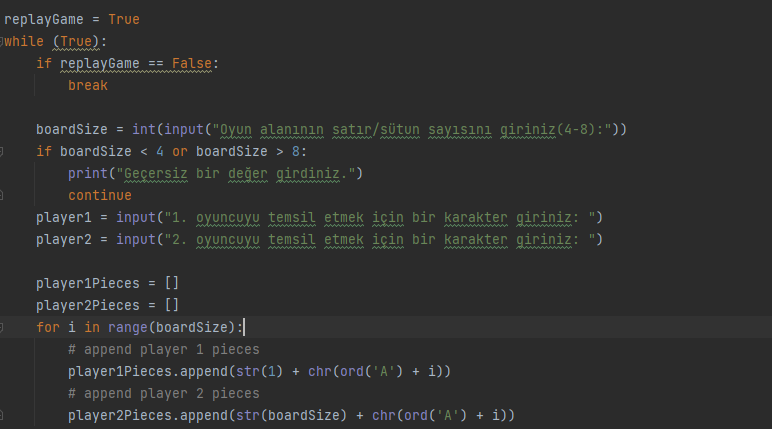 replayGame = True
while (True):
    if replayGame == False:
        break
    boardSize = int(input("Oyun alanının satır/sütun sayısını giriniz(4-8):"))
    if boardSize < 4 or boardSize > 8:
        print("Geçersiz bir değer girdiniz.")
        continue
    player1 = input("1. oyuncuyu temsil etmek için bir karakter giriniz: ")
    player2 = input("2. oyuncuyu temsil etmek için bir karakter giriniz: ")
    player1Pieces = []
    player2Pieces = []
    for i in range(boardSize):
        # append player 1 pieces
        player1Pieces.append(str(1) + chr(ord('A') + i))
        # append player 2 pieces
        player2Pieces.append(str(boardSize) + chr(ord('A') + i))